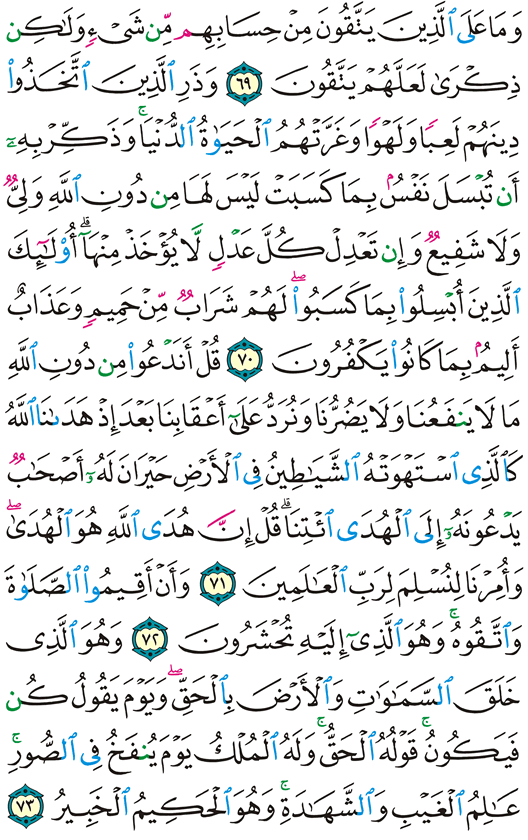 وَمَا عَلَى ٱلَّذِينَ يَتَّقُونَ مِنْ حِسَابِهِم مِّن شَىْءٍ وَلَٰكِن
ذِكْرَىٰ لَعَلَّهُمْ يَتَّقُونَ ٦٩ وَذَرِ ٱلَّذِينَ ٱتَّخَذُوا۟
دِينَهُمْ لَعِبًا وَلَهْوًا وَغَرَّتْهُمُ ٱلْحَيَوٰةُ ٱلدُّنْيَا ۚ وَذَكِّرْ بِهِۦٓ
أَن تُبْسَلَ نَفْسٌۢ بِمَا كَسَبَتْ لَيْسَ لَهَا مِن دُونِ ٱللَّهِ وَلِىٌّ
وَلَا شَفِيعٌ وَإِن تَعْدِلْ كُلَّ عَدْلٍ لَّا يُؤْخَذْ مِنْهَآ ۗ أُو۟لَٰٓئِكَ
ٱلَّذِينَ أُبْسِلُوا۟ بِمَا كَسَبُوا۟ ۖ لَهُمْ شَرَابٌ مِّنْ حَمِيمٍ وَعَذَابٌ
أَلِيمٌۢ بِمَا كَانُوا۟ يَكْفُرُونَ ٧٠ قُلْ أَنَدْعُوا۟ مِن دُونِ ٱللَّهِ
مَا لَا يَنفَعُنَا وَلَا يَضُرُّنَا وَنُرَدُّ عَلَىٰٓ أَعْقَابِنَا بَعْدَ إِذْ هَدَىٰنَا ٱللَّهُ
كَٱلَّذِى ٱسْتَهْوَتْهُ ٱلشَّيَٰطِينُ فِى ٱلْأَرْضِ حَيْرَانَ لَهُۥٓ أَصْحَٰبٌ
يَدْعُونَهُۥٓ إِلَى ٱلْهُدَى ٱئْتِنَا ۗ قُلْ إِنَّ هُدَى ٱللَّهِ هُوَ ٱلْهُدَىٰ ۖ
وَأُمِرْنَا لِنُسْلِمَ لِرَبِّ ٱلْعَٰلَمِينَ ٧١ وَأَنْ أَقِيمُوا۟ ٱلصَّلَوٰةَ
وَٱتَّقُوهُ ۚ وَهُوَ ٱلَّذِىٓ إِلَيْهِ تُحْشَرُونَ ٧٢ وَهُوَ ٱلَّذِى
خَلَقَ ٱلسَّمَٰوَٰتِ وَٱلْأَرْضَ بِٱلْحَقِّ ۖ وَيَوْمَ يَقُولُ كُن
فَيَكُونُ ۚ قَوْلُهُ ٱلْحَقُّ ۚ وَلَهُ ٱلْمُلْكُ يَوْمَ يُنفَخُ فِى ٱلصُّورِ ۚ
عَٰلِمُ ٱلْغَيْبِ وَٱلشَّهَٰدَةِ ۚ وَهُوَ ٱلْحَكِيمُ ٱلْخَبِيرُ ٧٣